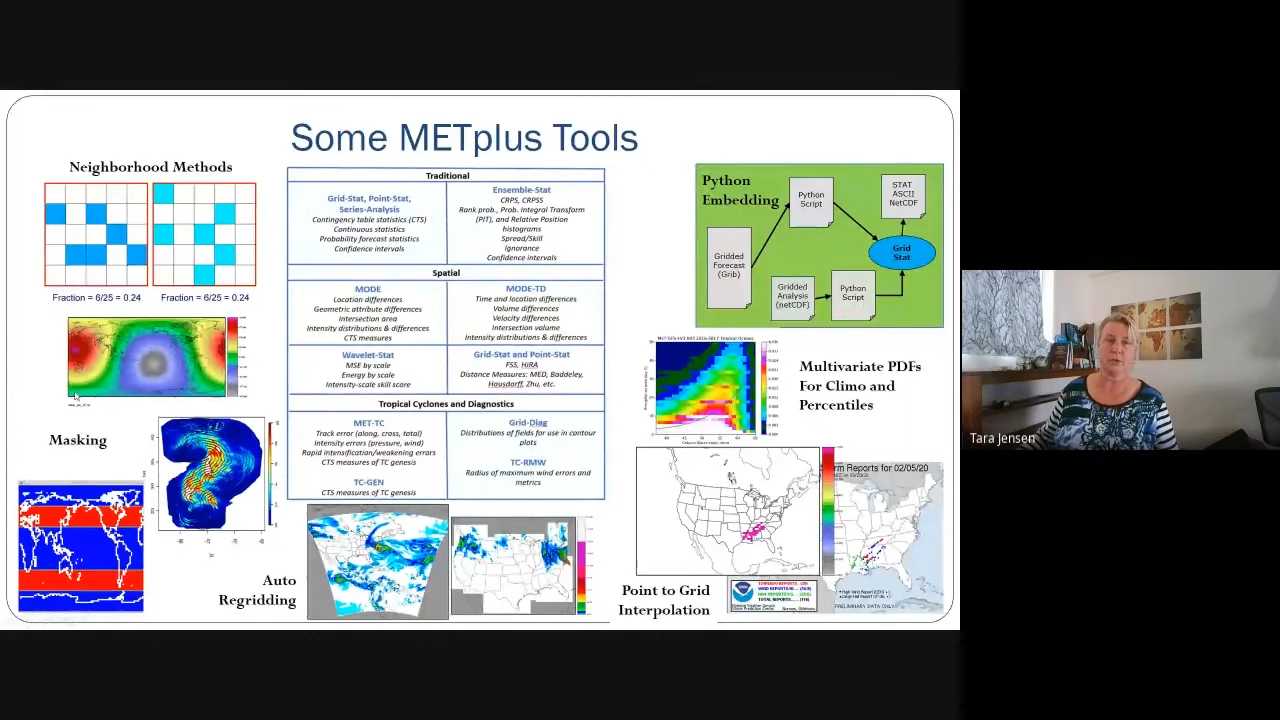 Some METplus Tools
Neighborhood Methods
Fraction = 6/25 = 0.24
Fraction = 6/25 = 0.24
Masking
Auto
Regridding
Traditional
Grid-Stat, Point-Stat,
Series-Analysis
Contingency table statistics (CTS)
Continuous statistics
Probability forecast statistics
Confidence intervals
Ensemble-Stat
CRPS, CRPSS
Rank prob., Prob. Integral Transform
(PIT), and Relative Position
histograms
Spread/Skill
Ignorance
Confidence intervals
Spatial
MODE
Location differences
Geometric attribute differences
Intersection area
Intensity distributions & differences
CTS measures
MODE-TD
Time and location differences
Volume differences
Velocity differences
Intersection volume
Intensity distributions & differences
Wavelet-Stat
MSE by scale
Energy by scale
Intensity-scale skill score
Grid-Stat and Point-Stat
FSS, HiRA
Distance Measures: MED, Baddeley,
Hausdorff, Zhu, etc.
Tropical Cyclones and Diagnostics
MET-TC
Track error (along, cross, total)
Intensity errors (pressure, wind)
Rapid intensification/weakening errors
CTS measures of TC genesis
TC-GEN
CTS measures of TC genesis
Grid-Diag
Distributions of fields for use in contour
plots
TC-RMW
Radius of maximum wind errors and
metrics
Python
Embedding
Python
Script
STAT
ASCII
NetCDF
Gridded
Forecast
(Grib)
Grid
Stat
Gridded
Analysis
(netCDF)
Python
Script
Multivariate PDFs
For Climo and
Percentiles
Point to Grid
Interpolation
rm Reports for 02/05/20
PRELIMINARY DATA ONLY
Tara Jensen